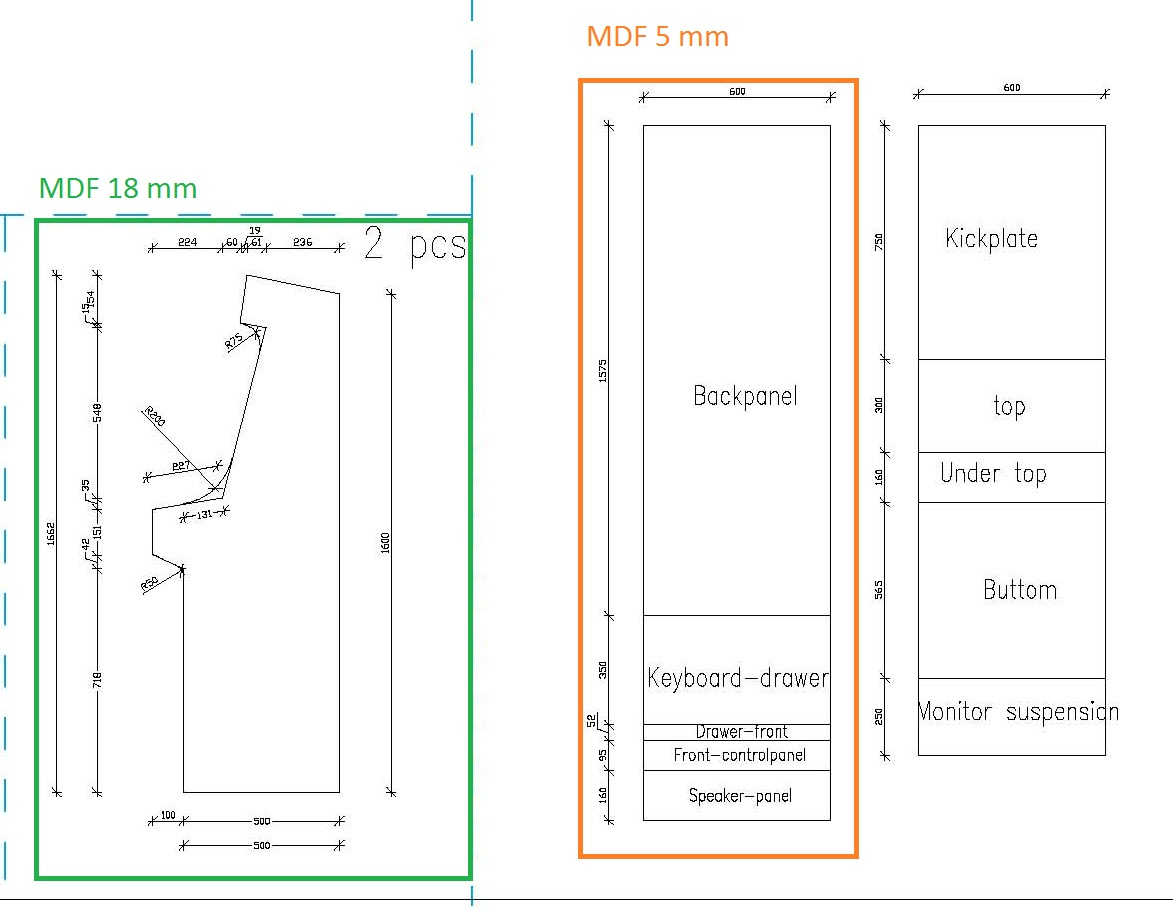 MDF 5 mm
MDF 18 mm
2 pcs
224
60
19
61
236
154
15
548
35
151
42
718
1662
1600
R75
R200
227
131
R50
100
500
500
600
1575
350
52
95
160
Backpanel
Keyboard-drawer
Drawer-front
Front-controlpanel
Speaker-panel
600
750
300
160
565
250
Kickplate
top
Under top
Buttom
Monitor suspension